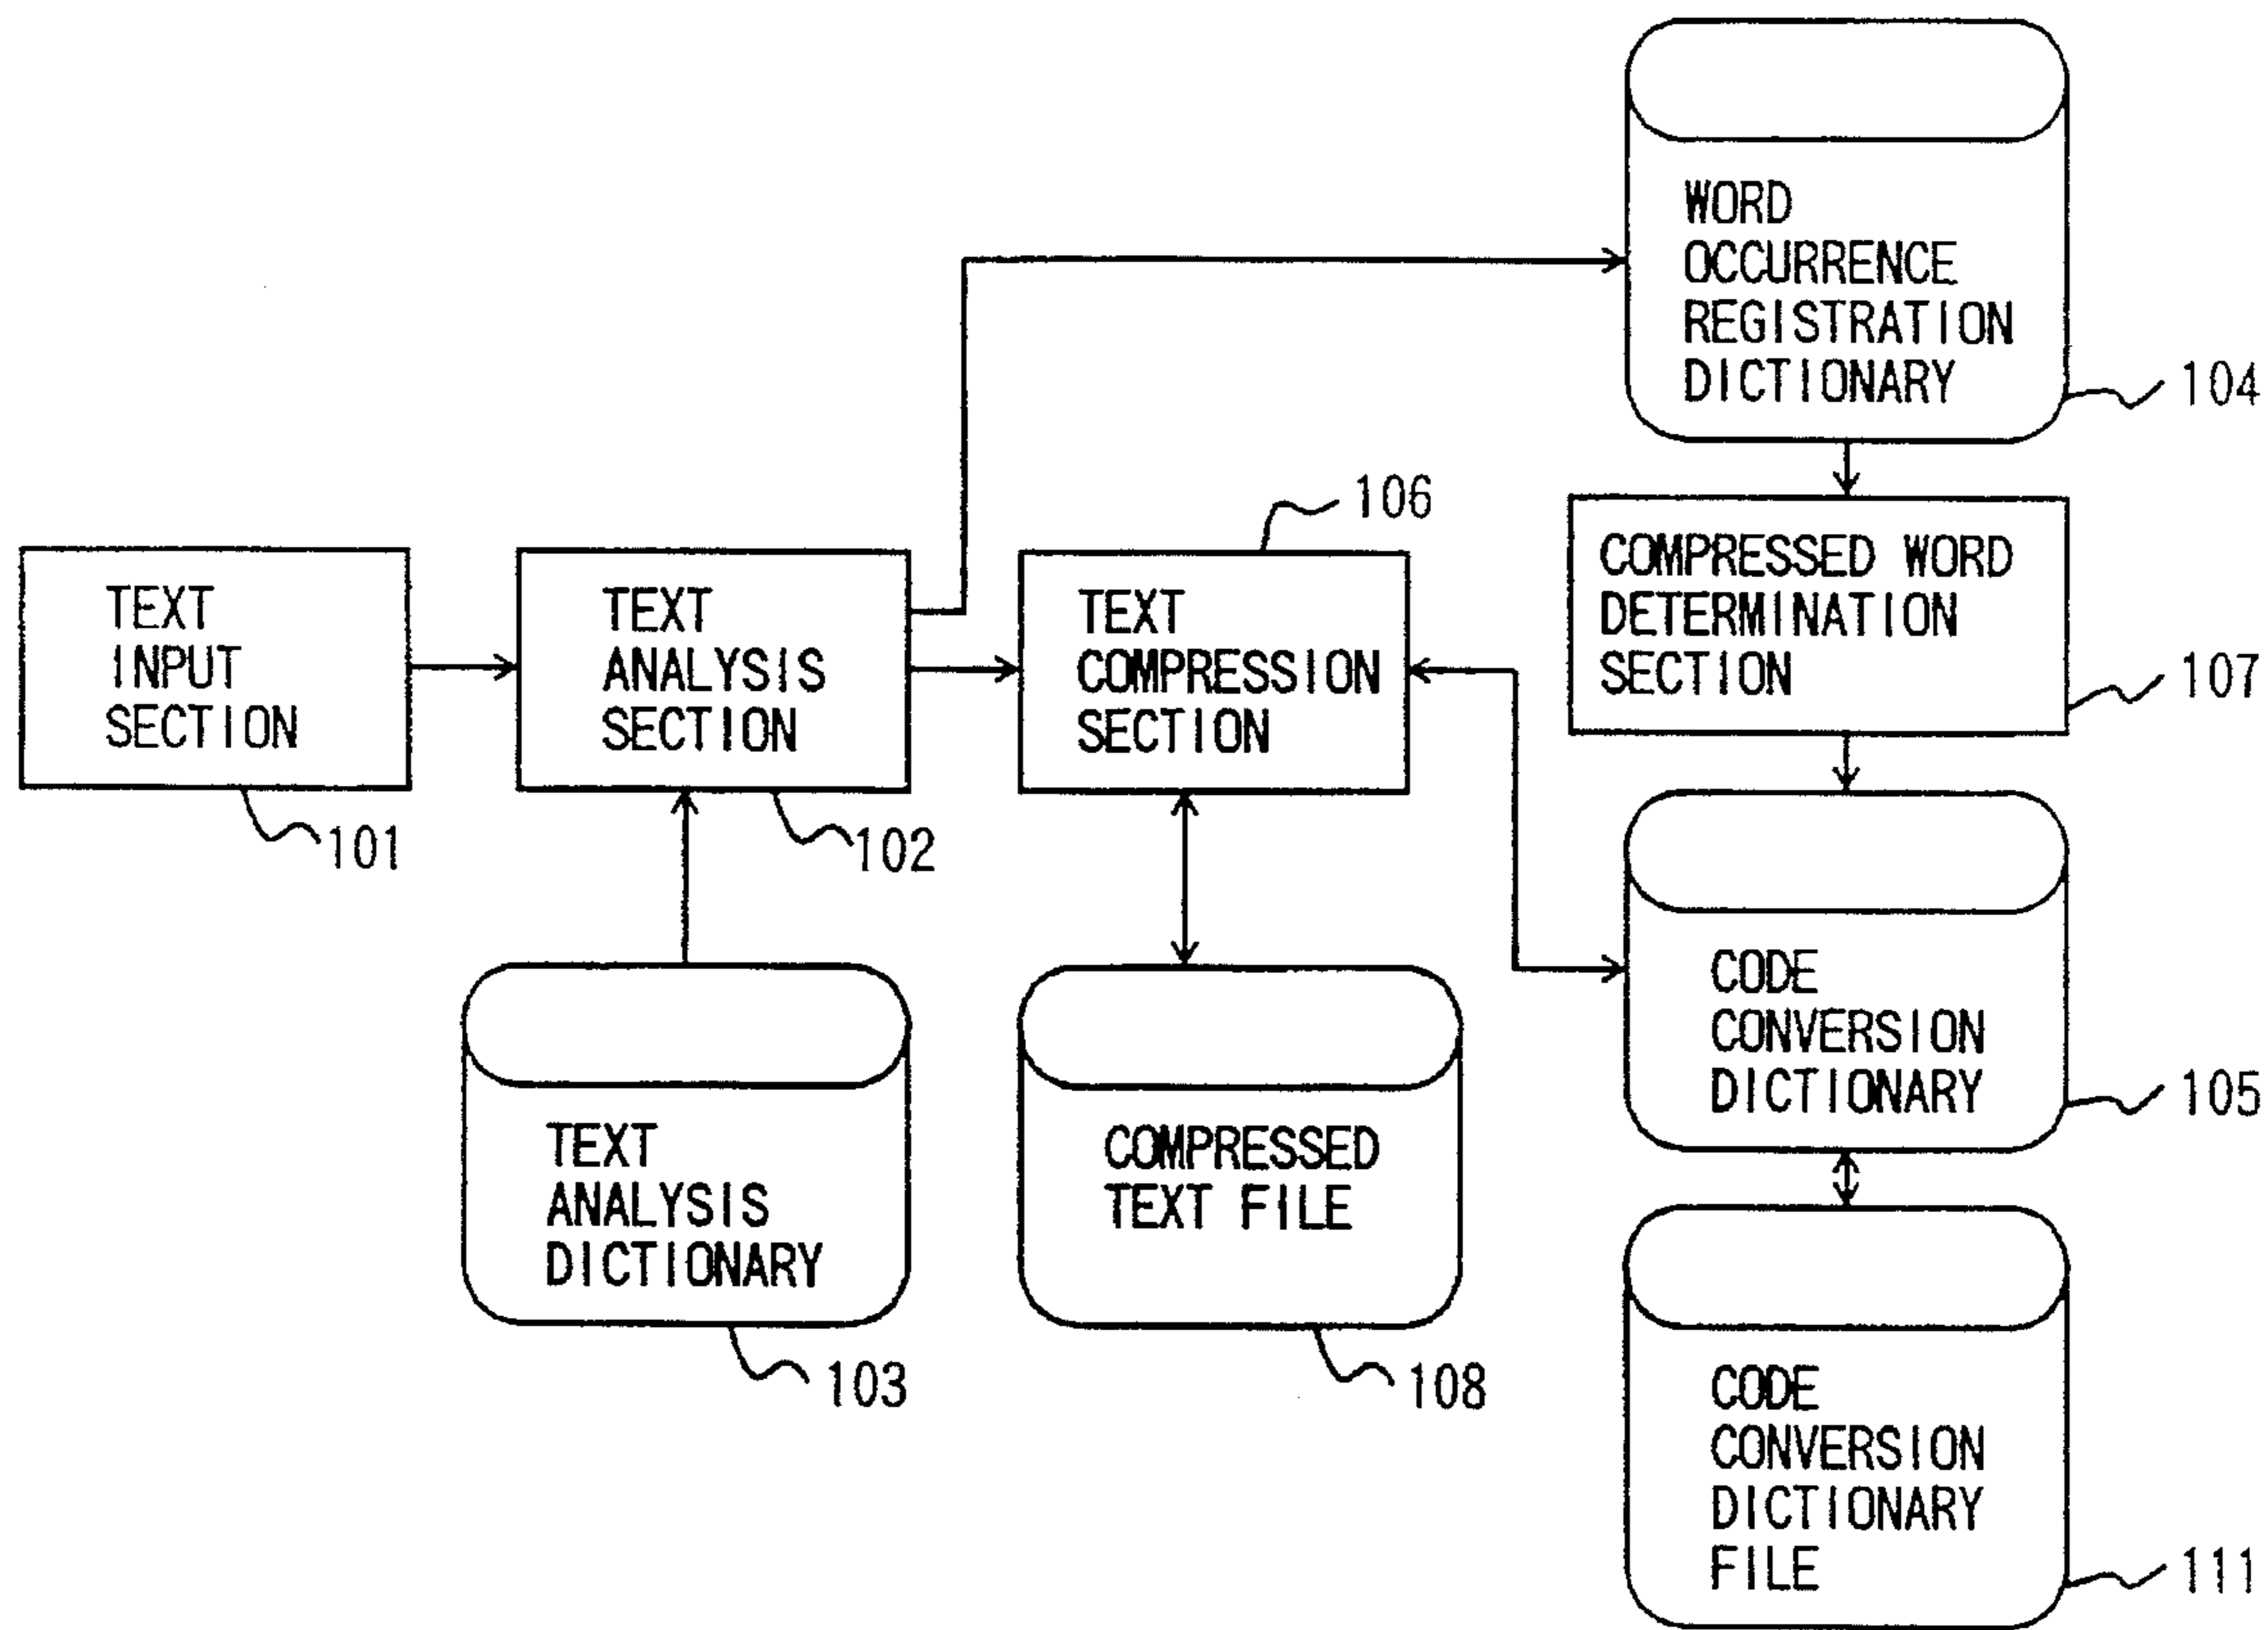 WORD
OCCURRENCE
REGISTRATION
DICTIONARY
104
106
COMPRESSED WORD
DETERMINATION
SECTION
107
TEXT
INPUT
SECTION
101
TEXT
ANALYSIS
SECTION
102
TEXT
COMPRESSION
SECTION
CODE
CONVERSION
DICTIONARY
105
TEXT
ANALYSIS
DICTIONARY
103
COMPRESSED
TEXT FILE
108
CODE
CONVERSION
DICTIONARY
FILE
111